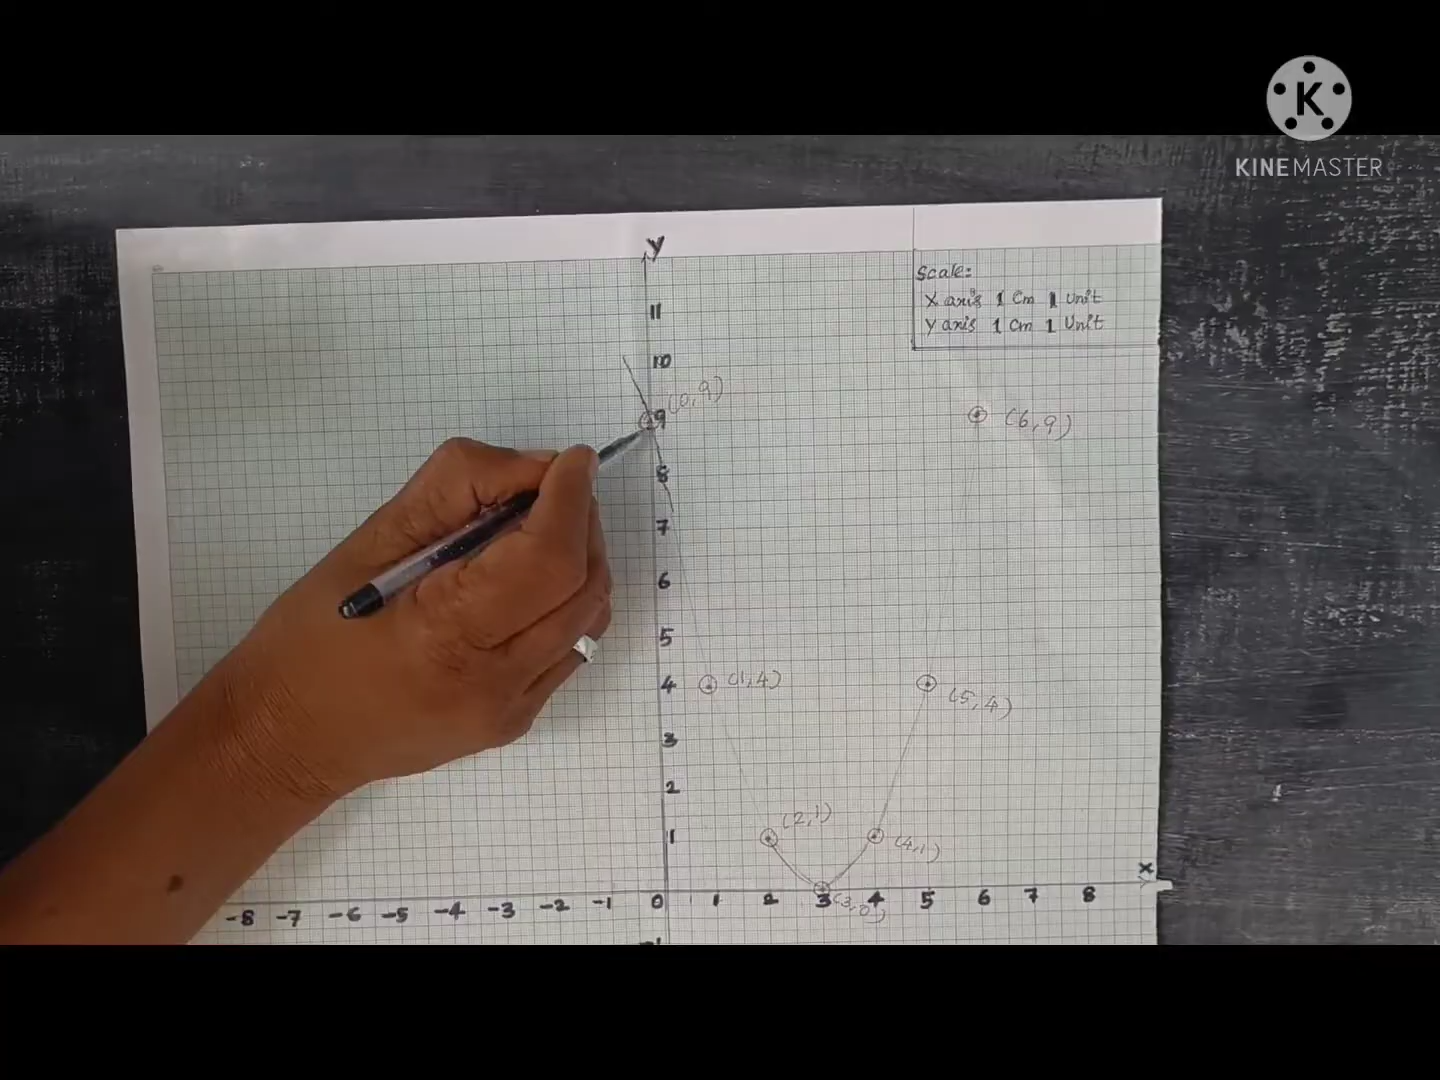 K
KINEMASTER
Scale:
X axis 1 Cm 1 Unit
Y axis 1 Cm 1 Unit
Y
11
10
(0,9)
9
(6,9)
8
7
6
5
4
(1,4)
(5,4)
3
2
(2,1)
1
(4,1)
X
-8 -7 -6 -5 -4 -3 -2 -1 0 1 2 3 4 5 6 7 8
(3,0)